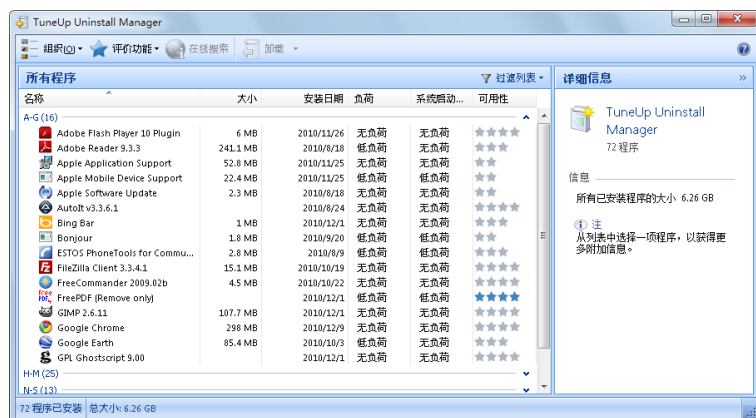 TuneUp Uninstall Manager
组织(O) 评价功能 在线搜索 卸载
所有程序 过滤列表
名称 大小 安装日期 负荷 系统启动... 可用性
A-G (16)
Adobe Flash Player 10 Plugin 6 MB 2010/11/26 无负荷 无负荷
Adobe Reader 9.3.3 241.1 MB 2010/8/18 低负荷 无负荷
Apple Application Support 52.8 MB 2010/11/25 无负荷 无负荷
Apple Mobile Device Support 22.4 MB 2010/11/25 低负荷 低负荷
Apple Software Update 2.3 MB 2010/8/18 无负荷 无负荷
AutoIt v3.3.6.1 2010/8/24 无负荷 无负荷
Bing Bar 1 MB 2010/12/1 无负荷 无负荷
Bonjour 1.8 MB 2010/9/20 低负荷 低负荷
ESTOS PhoneTools for Commu... 2.8 MB 2010/8/9 无负荷 无负荷
FileZilla Client 3.3.4.1 15.1 MB 2010/10/19 无负荷 无负荷
FreeCommander 2009.02b 4.5 MB 2010/10/22 无负荷 无负荷
FreePDF (Remove only) 2010/12/1 低负荷 低负荷
GIMP 2.6.11 107.7 MB 2010/12/1 无负荷 无负荷
Google Chrome 298 MB 2010/12/9 无负荷 无负荷
Google Earth 85.4 MB 2010/10/3 低负荷 无负荷
GPL Ghostscript 9.00 2010/12/1 无负荷 无负荷
H-M (25)
N-S (13)
详细信息
TuneUp Uninstall
Manager
72 程序
信息
所有已安装程序的大小 6.26 GB
注
从列表中选择一项程序，以获得更
多附加信息。
72 程序已安装 总大小: 6.26 GB